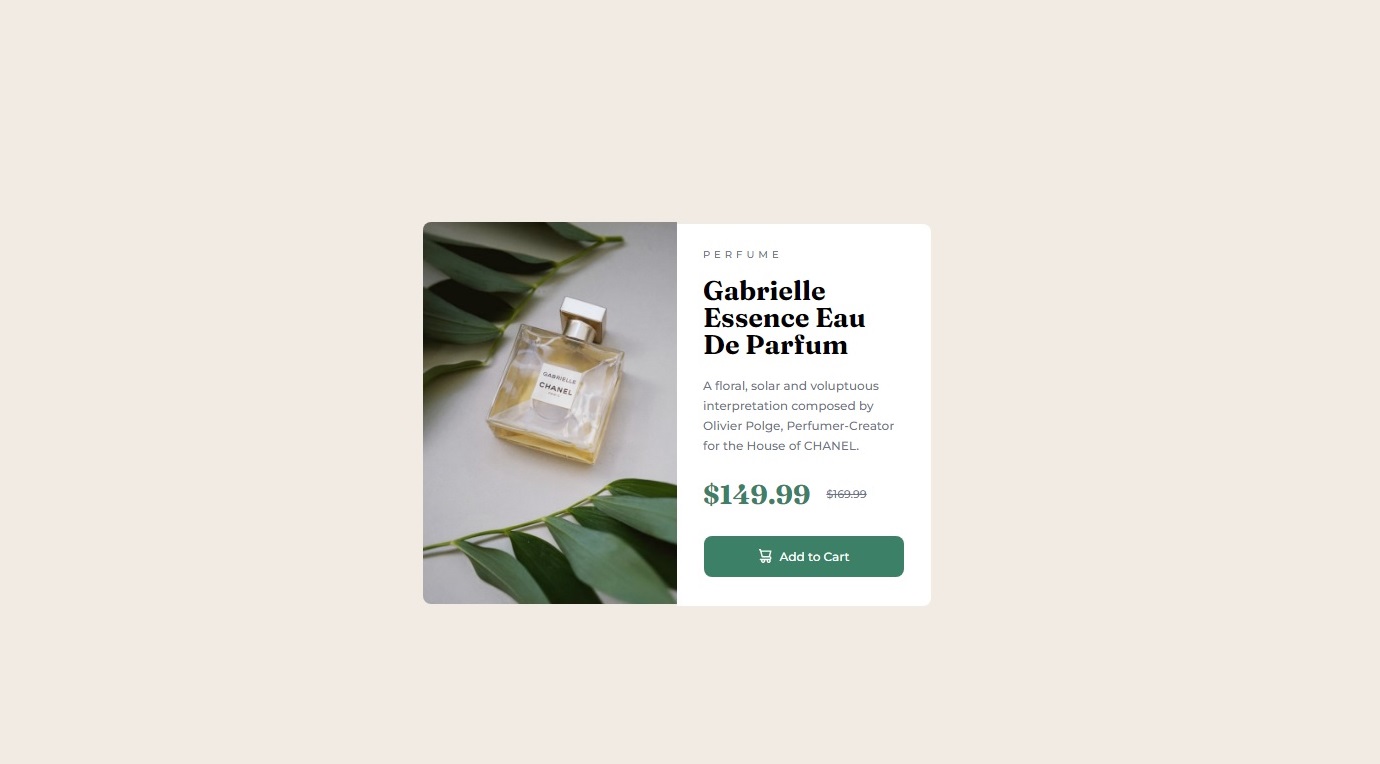 GABRIELLE
CHANEL
PERFUME
Gabrielle
Essence Eau
De Parfum
A floral, solar and voluptuous
interpretation composed by
Olivier Polge, Perfumer-Creator
for the House of CHANEL.
$149.99 $169.99
Add to Cart